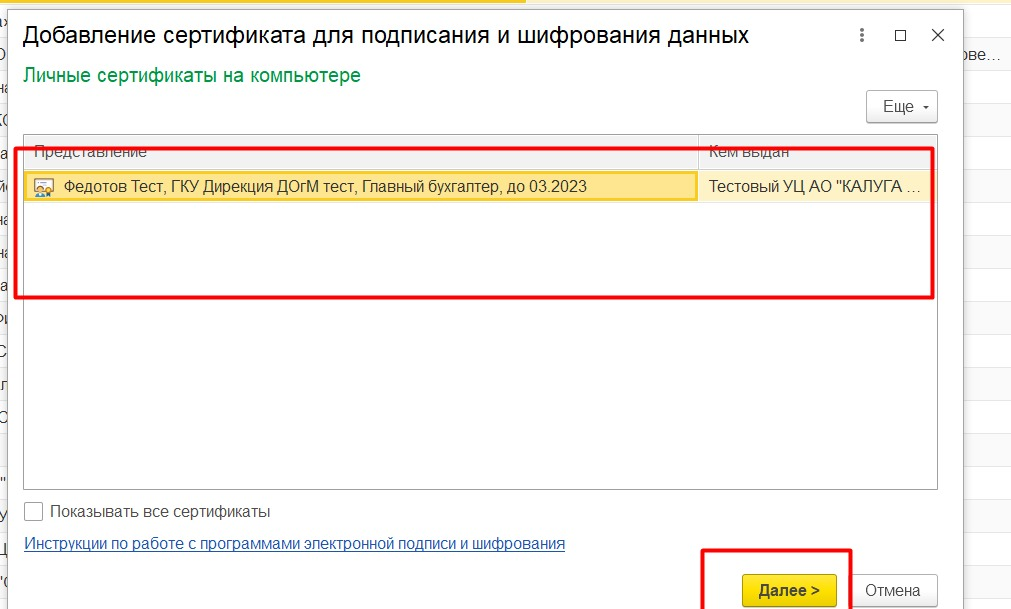 Добавление сертификата для подписания и шифрования данных
Личные сертификаты на компьютере
Еще
Представление Кем выдан
Федотов Тест, ГКУ Дирекция ДОгМ тест, Главный бухгалтер, до 03.2023 Тестовый УЦ АО "КАЛУГА ...
Показывать все сертификаты
Инструкции по работе с программами электронной подписи и шифрования
Далее > Отмена